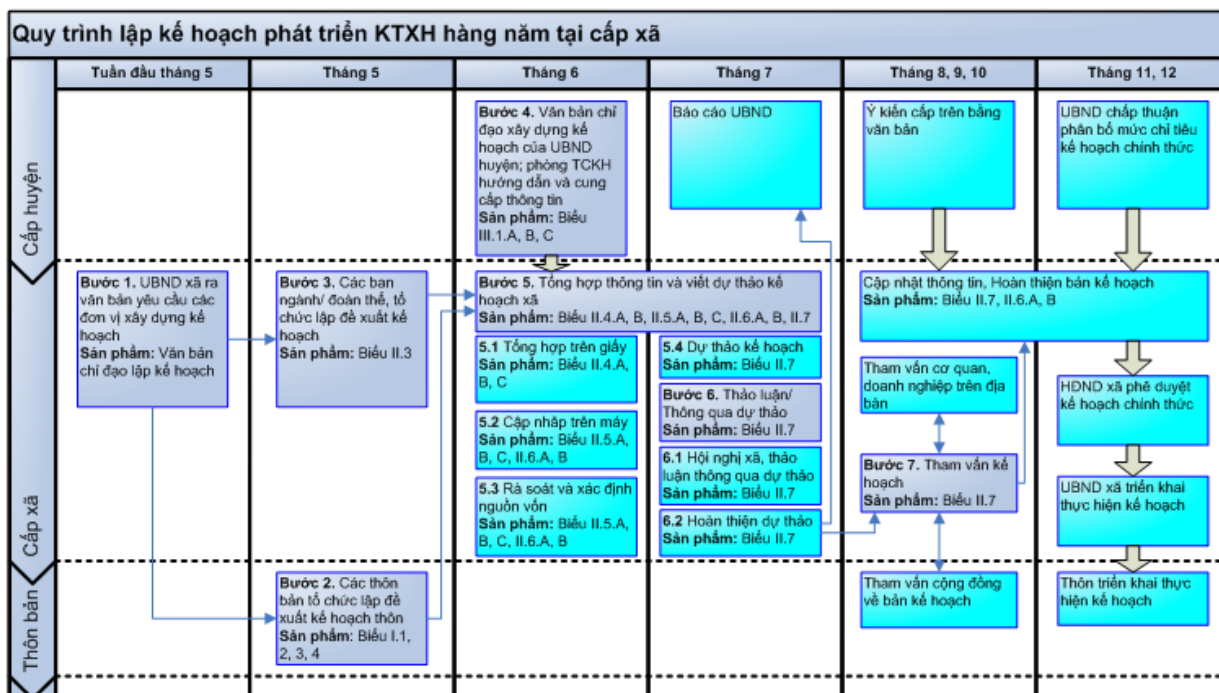 Quy trình lập kế hoạch phát triển KTXH hàng năm tại cấp xã
Tuần đầu tháng 5
Tháng 5
Tháng 6
Tháng 7
Tháng 8, 9, 10
Tháng 11, 12
Cấp huyện
Bước 4. Văn bản chỉ
đạo xây dựng kế
hoạch của UBND
huyện; phòng TCKH
hướng dẫn và cung
cấp thông tin
Sản phẩm: Biểu
III.1.A, B, C
Báo cáo UBND
Ý kiến cấp trên bằng
văn bản
UBND chấp thuận
phân bổ mức chỉ tiêu
kế hoạch chính thức
Cấp xã
Bước 1. UBND xã ra
văn bản yêu cầu các
đơn vị xây dựng kế
hoạch
Sản phẩm: Văn bản
chỉ đạo lập kế hoạch
Bước 3. Các ban
ngành/ đoàn thể, tổ
chức lập đề xuất kế
hoạch
Sản phẩm: Biểu II.3
Bước 5. Tổng hợp thông tin và viết dự thảo kế
hoạch xã
Sản phẩm: Biểu II.4.A, B, II.5.A, B, C, II.6.A, B, II.7
5.1 Tổng hợp trên giấy
Sản phẩm: Biểu II.4.A,
B, C
5.2 Cập nhâp trên máy
Sản phẩm: Biểu II.5.A,
B, C, II.6.A, B
5.3 Rà soát và xác định
nguồn vốn
Sản phẩm: Biểu II.5.A,
B, C, II.6.A, B
5.4 Dự thảo kế hoạch
Sản phẩm: Biểu II.7
Bước 6. Thảo luận/
Thông qua dự thảo
Sản phẩm: Biểu II.7
6.1 Hội nghị xã, thảo
luận thông qua dự thảo
Sản phẩm: Biểu II.7
6.2 Hoàn thiện dự thảo
Sản phẩm: Biểu II.7
Cập nhật thông tin, Hoàn thiện bản kế hoạch
Sản phẩm: Biểu II.7, II.6.A, B
Tham vấn cơ quan,
doanh nghiệp trên địa
bàn
Bước 7. Tham vấn kế
hoạch
Sản phẩm: Biểu II.7
HĐND xã phê duyệt
kế hoạch chính thức
UBND xã triển khai
thực hiện kế hoạch
Thôn bản
Bước 2. Các thôn
bản tổ chức lập đề
xuất kế hoạch thôn
Sản phẩm: Biểu I.1,
2, 3, 4
Tham vấn cộng đồng
về bản kế hoạch
Thôn triển khai thực
hiện kế hoạch